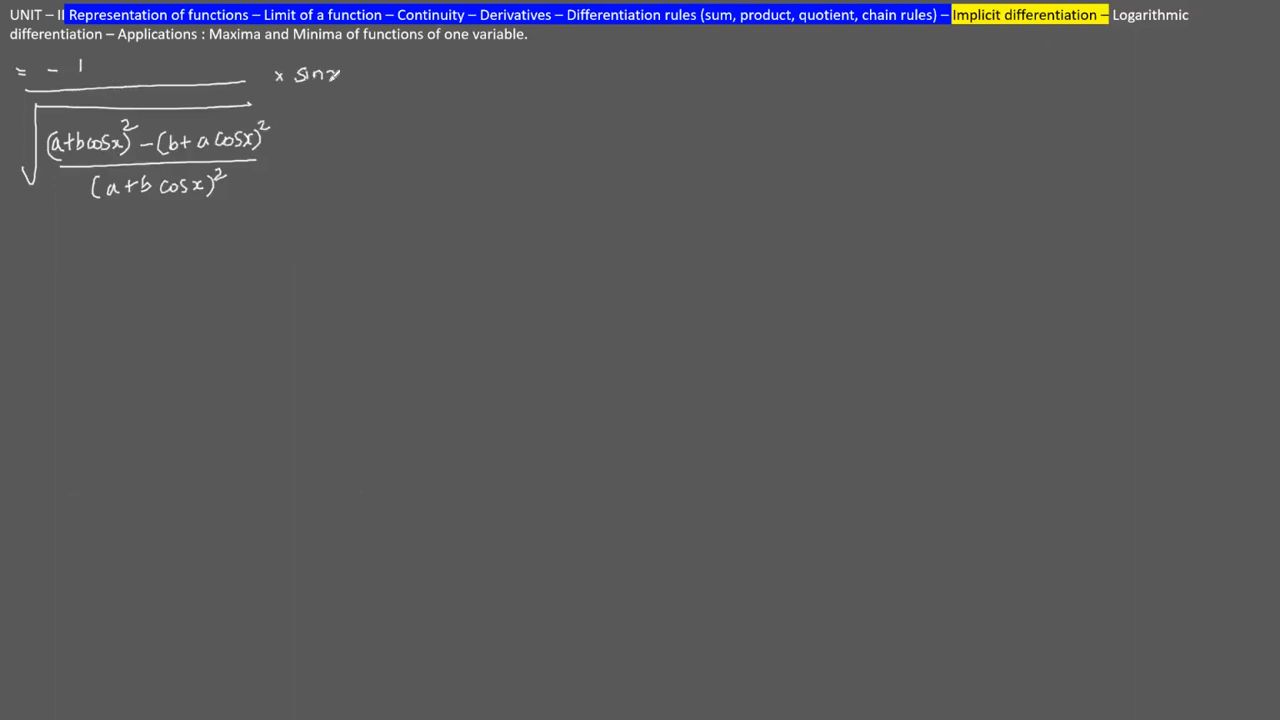 UNIT – II Representation of functions – Limit of a function – Continuity – Derivatives – Differentiation rules (sum, product, quotient, chain rules) – Implicit differentiation – Logarithmic
differentiation – Applications : Maxima and Minima of functions of one variable.
= - 1 × sinx
√ (a+bcosx)² - (b+a cosx)²
(a+b cosx)²